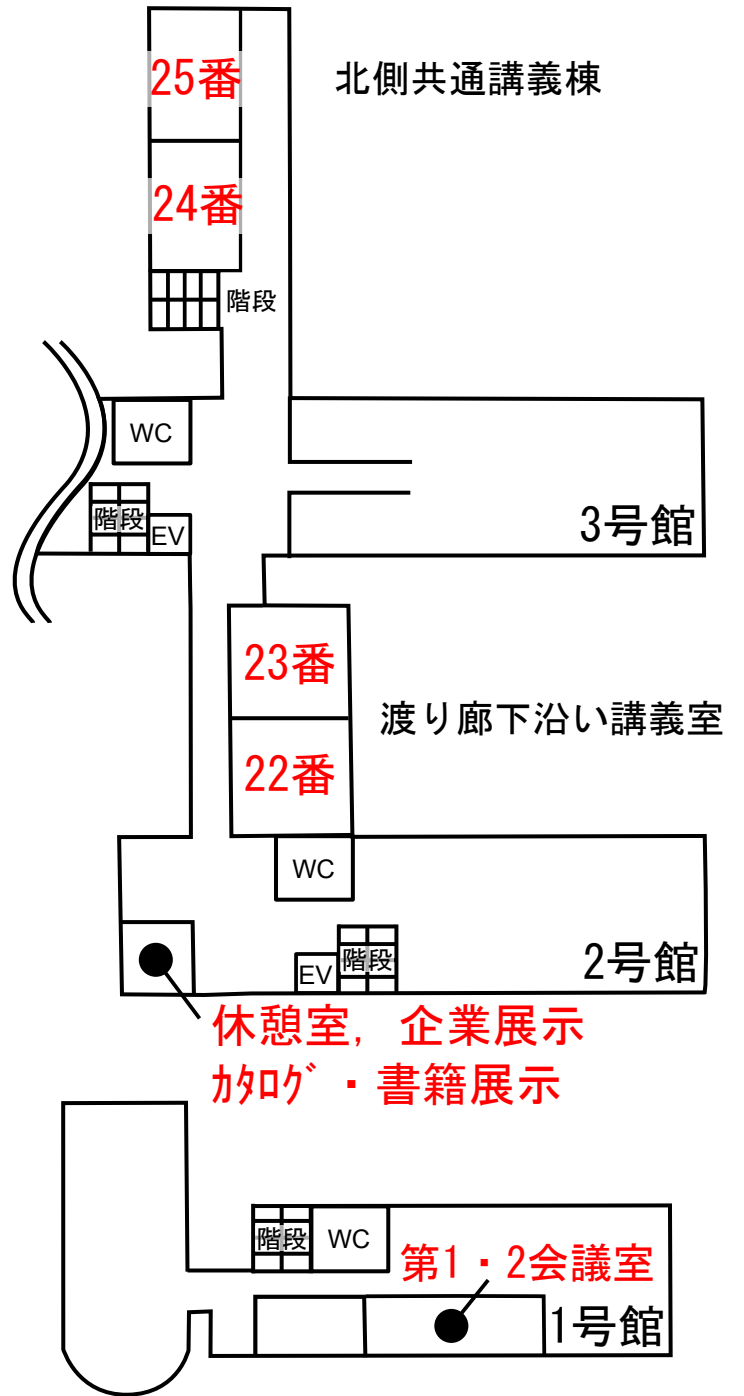 25番
北側共通講義棟
24番
階段
WC
階段
EV
3号館
23番
渡り廊下沿い講義室
22番
WC
EV
階段
2号館
休憩室, 企業展示
ｶﾀﾛｸﾞ・書籍展示
階段
WC
第1・2会議室
1号館